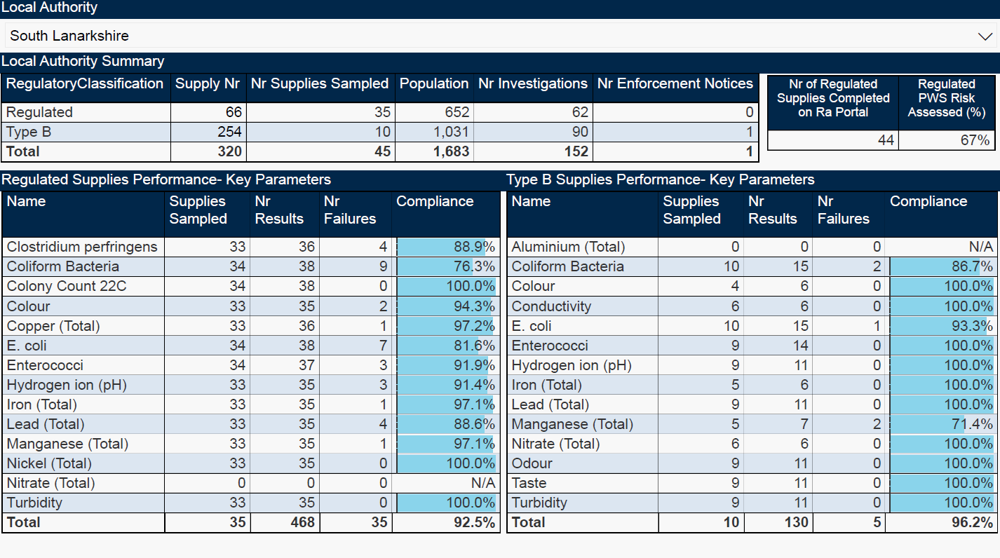 Local Authority
South Lanarkshire
Local Authority Summary
RegulatoryClassification Supply Nr Nr Supplies Sampled Population Nr Investigations Nr Enforcement Notices
Regulated 66 35 652 62 0
Type B 254 10 1,031 90 1
Total 320 45 1,683 152 1
Nr of Regulated Supplies Completed on Ra Portal Regulated PWS Risk Assessed (%)
44 67%
Regulated Supplies Performance- Key Parameters
Name Supplies Sampled Nr Results Nr Failures Compliance
Clostridium perfringens 33 36 4 88.9%
Coliform Bacteria 34 38 9 76.3%
Colony Count 22C 34 38 0 100.0%
Colour 33 35 2 94.3%
Copper (Total) 33 36 1 97.2%
E. coli 34 38 7 81.6%
Enterococci 34 37 3 91.9%
Hydrogen ion (pH) 33 35 3 91.4%
Iron (Total) 33 35 1 97.1%
Lead (Total) 33 35 4 88.6%
Manganese (Total) 33 35 1 97.1%
Nickel (Total) 33 35 0 100.0%
Nitrate (Total) 0 0 0 N/A
Turbidity 33 35 0 100.0%
Total 35 468 35 92.5%
Type B Supplies Performance- Key Parameters
Name Supplies Sampled Nr Results Nr Failures Compliance
Aluminium (Total) 0 0 0 N/A
Coliform Bacteria 10 15 2 86.7%
Colour 4 6 0 100.0%
Conductivity 6 6 0 100.0%
E. coli 10 15 1 93.3%
Enterococci 9 14 0 100.0%
Hydrogen ion (pH) 9 11 0 100.0%
Iron (Total) 5 6 0 100.0%
Lead (Total) 9 11 0 100.0%
Manganese (Total) 5 7 2 71.4%
Nitrate (Total) 6 6 0 100.0%
Odour 9 11 0 100.0%
Taste 9 11 0 100.0%
Turbidity 9 11 0 100.0%
Total 10 130 5 96.2%